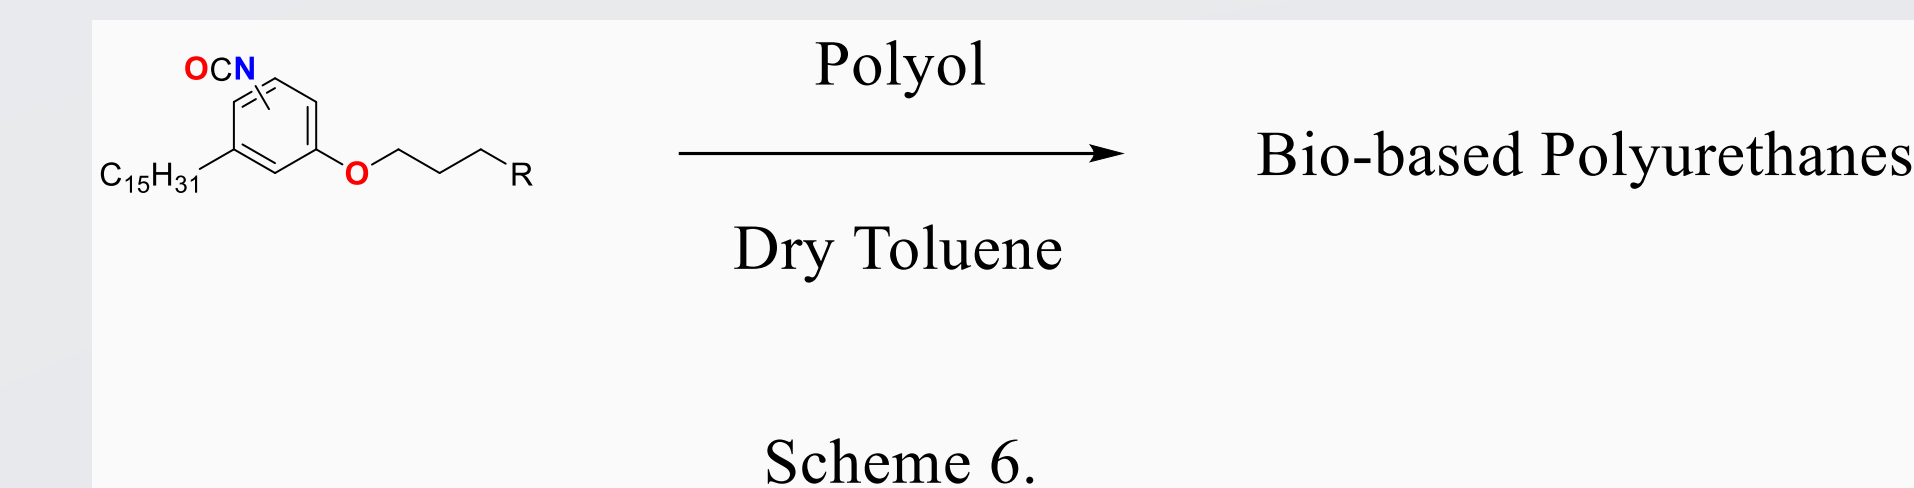 Polyol
OCN
Bio-based Polyurethanes
C15H31
O
R
Dry Toluene
Scheme 6.